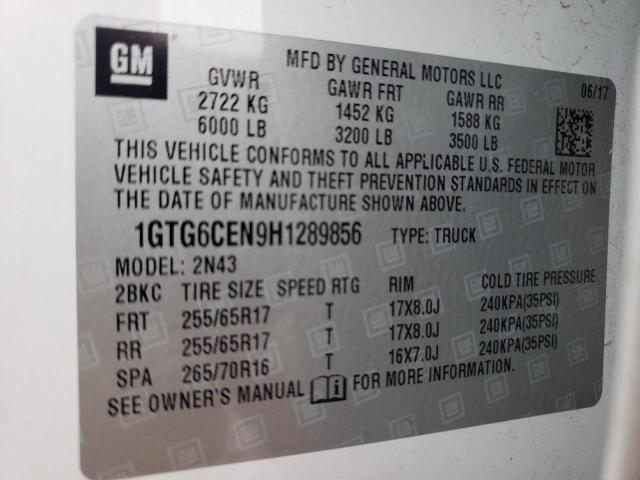 GM
MFD BY GENERAL MOTORS LLC
06/17
GVWR GAWR FRT GAWR RR
2722 KG 1452 KG 1588 KG
6000 LB 3200 LB 3500 LB
THIS VEHICLE CONFORMS TO ALL APPLICABLE U.S. FEDERAL MOTOR
VEHICLE SAFETY AND THEFT PREVENTION STANDARDS IN EFFECT ON
THE DATE OF MANUFACTURE SHOWN ABOVE.
1GTG6CEN9H1289856 TYPE: TRUCK
MODEL: 2N43
2BKC TIRE SIZE SPEED RTG RIM COLD TIRE PRESSURE
FRT 255/65R17 T 17X8.0J 240KPA(35PSI)
RR 255/65R17 T 17X8.0J 240KPA(35PSI)
SPA 265/70R16 T 16X7.0J 240KPA(35PSI)
SEE OWNER'S MANUAL i FOR MORE INFORMATION.